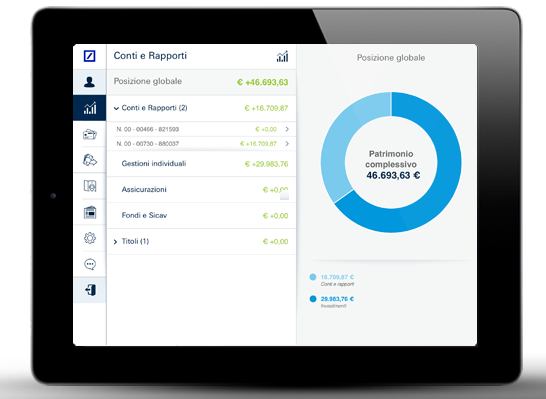 Conti e Rapporti
Posizione globale € +46.693,63
Conti e Rapporti (2) € +16.709,87
N. 00 - 00466 - 821593 € +0,00
N. 00 - 00730 - 880037 € +16.709,87
Gestioni individuali € +29.983,76
Assicurazioni € +0,00
Fondi e Sicav € +0,00
Titoli (1) € +0,00
Posizione globale
Patrimonio
complessivo
46.693,63 €
16.709,87 €
Conti e rapporti
29.983,76 €
Investimenti